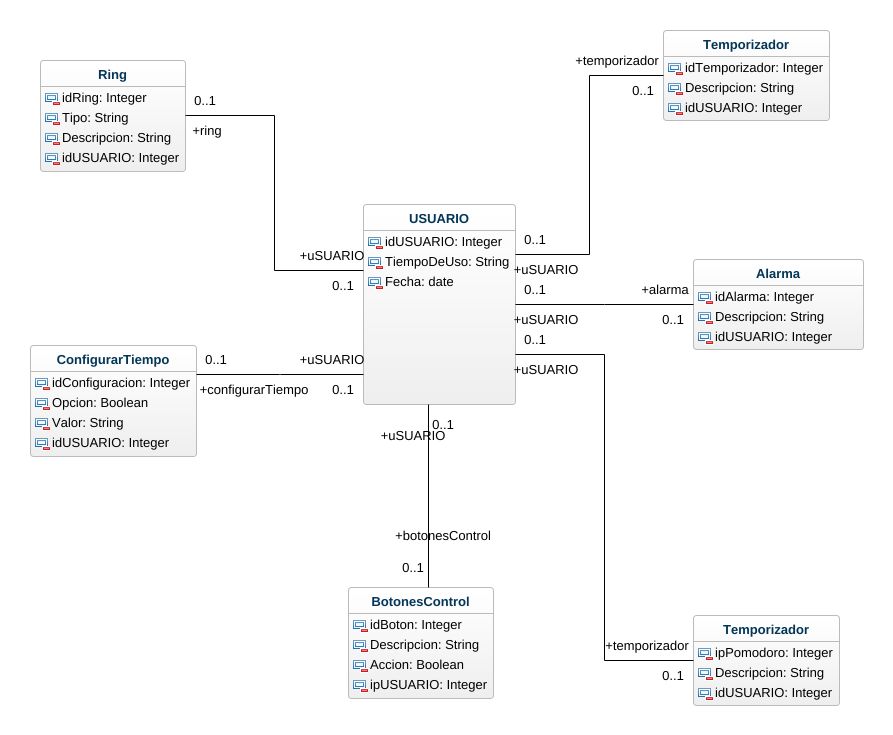 Temporizador
idTemporizador: Integer
Descripcion: String
idUSUARIO: Integer
+temporizador
0..1
Ring
idRing: Integer
Tipo: String
Descripcion: String
idUSUARIO: Integer
0..1
+ring
USUARIO
idUSUARIO: Integer
TiempoDeUso: String
Fecha: date
+uSUARIO
0..1
0..1
+uSUARIO
0..1
+uSUARIO
0..1
+uSUARIO
+alarma
0..1
Alarma
idAlarma: Integer
Descripcion: String
idUSUARIO: Integer
ConfigurarTiempo
idConfiguracion: Integer
Opcion: Boolean
Valor: String
idUSUARIO: Integer
0..1
+configurarTiempo
+uSUARIO
0..1
0..1
+uSUARIO
+botonesControl
0..1
BotonesControl
idBoton: Integer
Descripcion: String
Accion: Boolean
ipUSUARIO: Integer
+temporizador
0..1
Temporizador
ipPomodoro: Integer
Descripcion: String
idUSUARIO: Integer